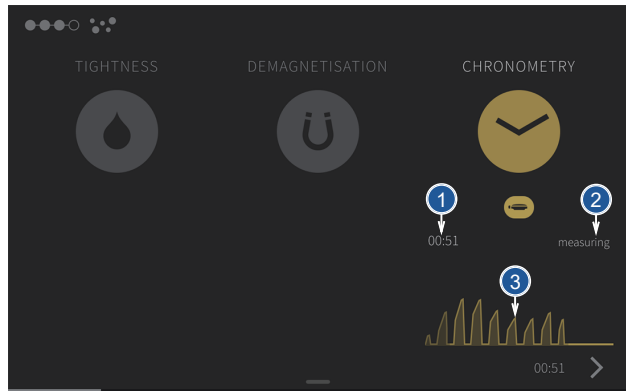 TIGHTNESS DEMAGNETISATION CHRONOMETRY
1 2
00:51 measuring
3
00:51